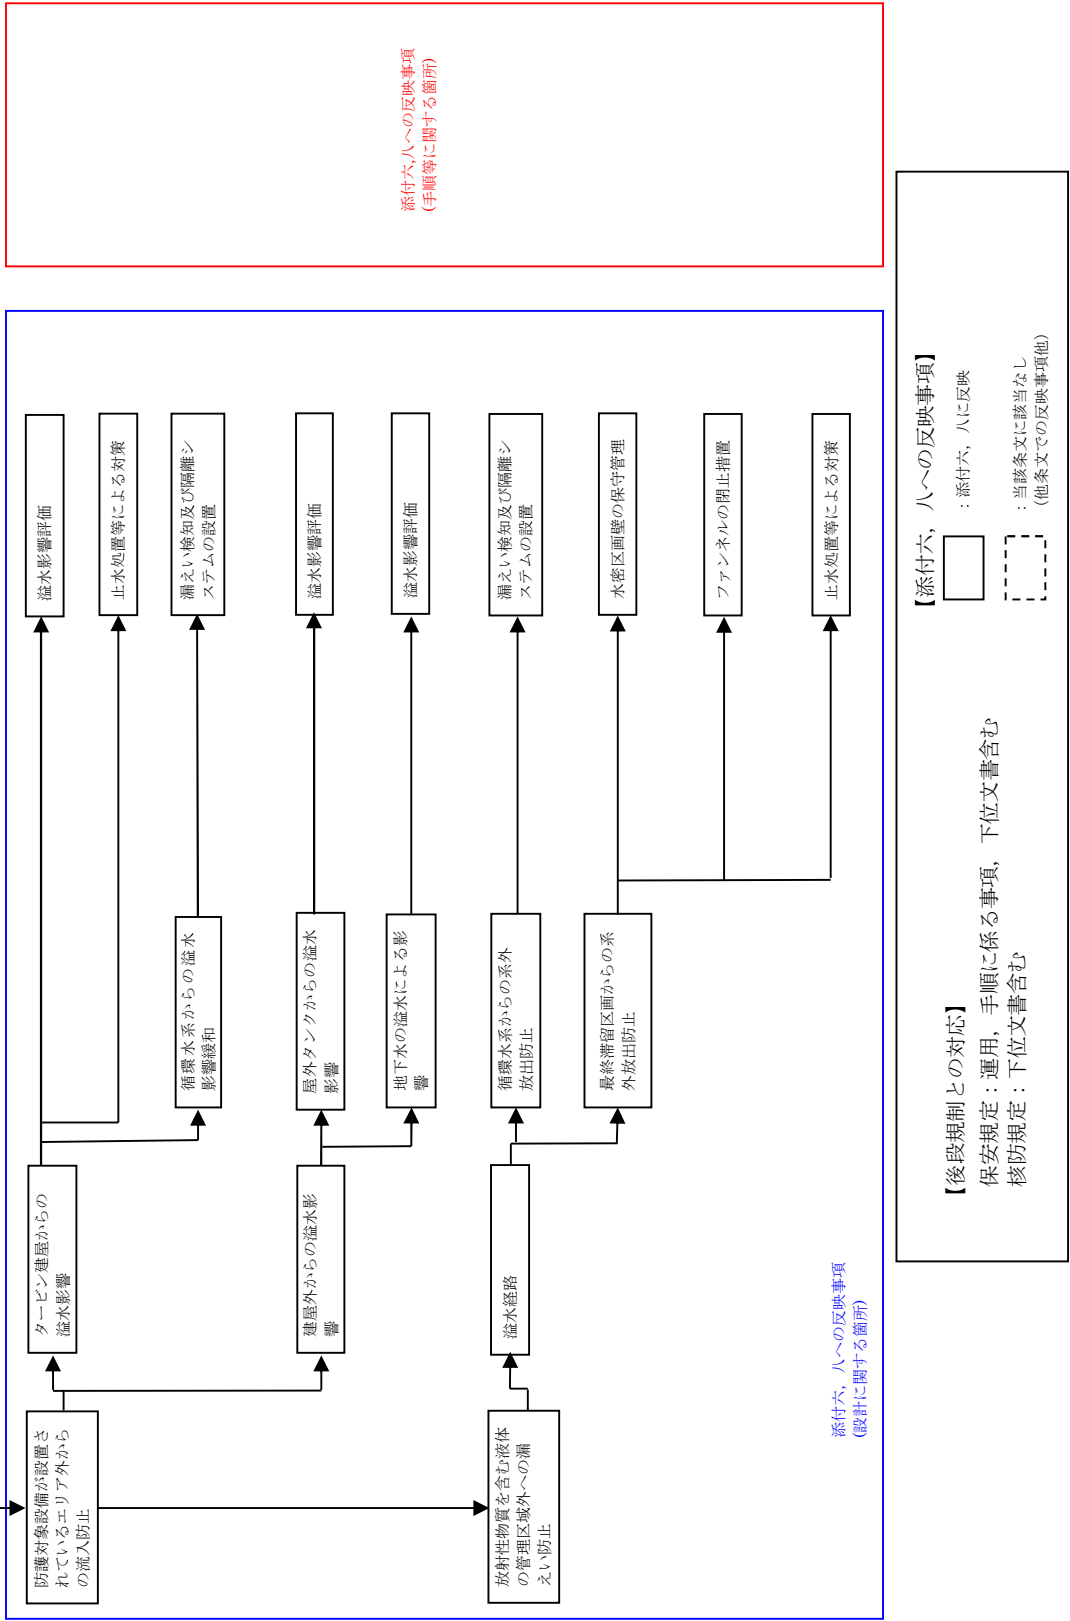 防護対象設備が設置さ
れているエリア外から
の流入防止
タービン建屋からの
溢水影響
溢水影響評価
止水処置等による対策
循環水系からの溢水
影響緩和
漏えい検知及び隔離シ
ステムの設置
建屋外からの溢水影
響
屋外タンクからの溢水
影響
溢水影響評価
地下水の溢水による影
響
溢水影響評価
放射性物質を含む液体
の管理区域外への漏
えい防止
溢水経路
循環水系からの系外
放出防止
漏えい検知及び隔離シ
ステムの設置
最終滞留区画からの系
外放出防止
水密区画壁の保守管理
ファンネルの閉止措置
止水処置等による対策
添付六，八への反映事項
(設計に関する箇所)
添付六,八への反映事項
(手順等に関する箇所)
【後段規制との対応】
保安規定：運用，手順に係る事項，下位文書含む
核防規定：下位文書含む
【添付六，八への反映事項】
：添付六，八に反映
：当該条文に該当なし
(他条文での反映事項他)